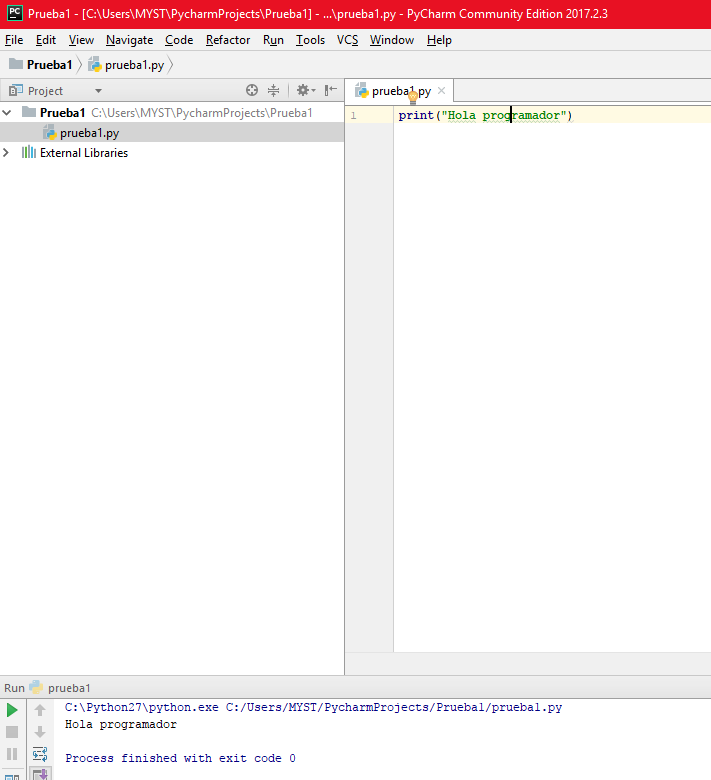 PC Prueba1 - [C:\Users\MYST\PycharmProjects\Prueba1] - ...\prueba1.py - PyCharm Community Edition 2017.2.3
File Edit View Navigate Code Refactor Run Tools VCS Window Help
Prueba1 prueba1.py
Project
prueba1.py
Prueba1 C:\Users\MYST\PycharmProjects\Prueba1
prueba1.py
External Libraries
1 print("Hola programador")
Run prueba1
C:\Python27\python.exe C:/Users/MYST/PycharmProjects/Prueba1/prueba1.py
Hola programador
Process finished with exit code 0